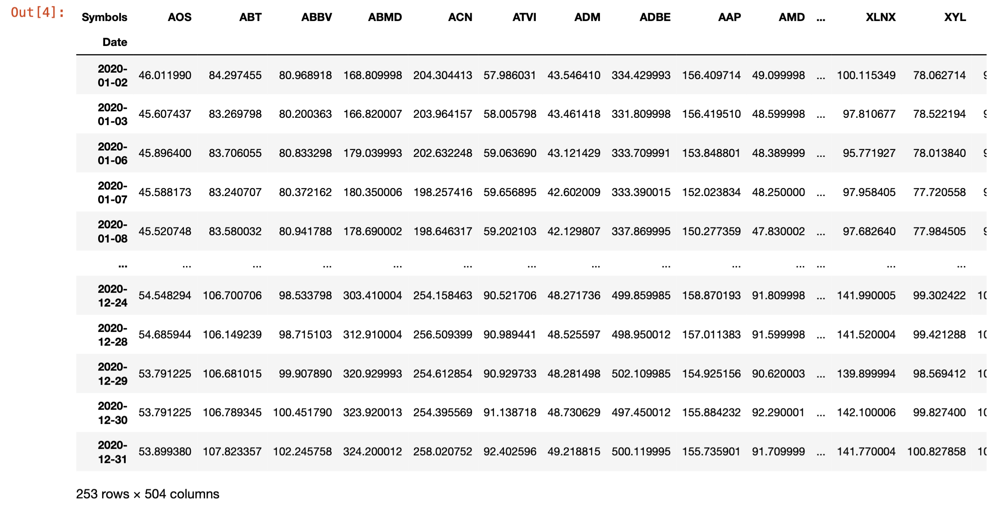 Out[4]:
Symbols AOS ABT ABBV ABMD ACN ATVI ADM ADBE AAP AMD ... XLNX XYL
Date
2020-01-02 46.011990 84.297455 80.968918 168.809998 204.304413 57.986031 43.546410 334.429993 156.409714 49.099998 ... 100.115349 78.062714
2020-01-03 45.607437 83.269798 80.200363 166.820007 203.964157 58.005798 43.461418 331.809998 156.419510 48.599998 ... 97.810677 78.522194
2020-01-06 45.896400 83.706055 80.833298 179.039993 202.632248 59.063690 43.121429 333.709991 153.848801 48.389999 ... 95.771927 78.013840
2020-01-07 45.588173 83.240707 80.372162 180.350006 198.257416 59.656895 42.602009 333.390015 152.023834 48.250000 ... 97.958405 77.720558
2020-01-08 45.520748 83.580032 80.941788 178.690002 198.646317 59.202103 42.129807 337.869995 150.277359 47.830002 ... 97.682640 77.984505
... ... ... ... ... ... ... ... ... ... ... ... ... ...
2020-12-24 54.548294 106.700706 98.533798 303.410004 254.158463 90.521706 48.271736 499.859985 158.870193 91.809998 ... 141.990005 99.302422 10
2020-12-28 54.685944 106.149239 98.715103 312.910004 256.509399 90.989441 48.525597 498.950012 157.011383 91.599998 ... 141.520004 99.421288 10
2020-12-29 53.791225 106.681015 99.907890 320.929993 254.612854 90.929733 48.281498 502.109985 154.925156 90.620003 ... 139.899994 98.569412 10
2020-12-30 53.791225 106.789345 100.451790 323.920013 254.395569 91.138718 48.730629 497.450012 155.884232 92.290001 ... 142.100006 99.827400 10
2020-12-31 53.899380 107.823357 102.245758 324.200012 258.020752 92.402596 49.218815 500.119995 155.735901 91.709999 ... 141.770004 100.827858 10
253 rows × 504 columns